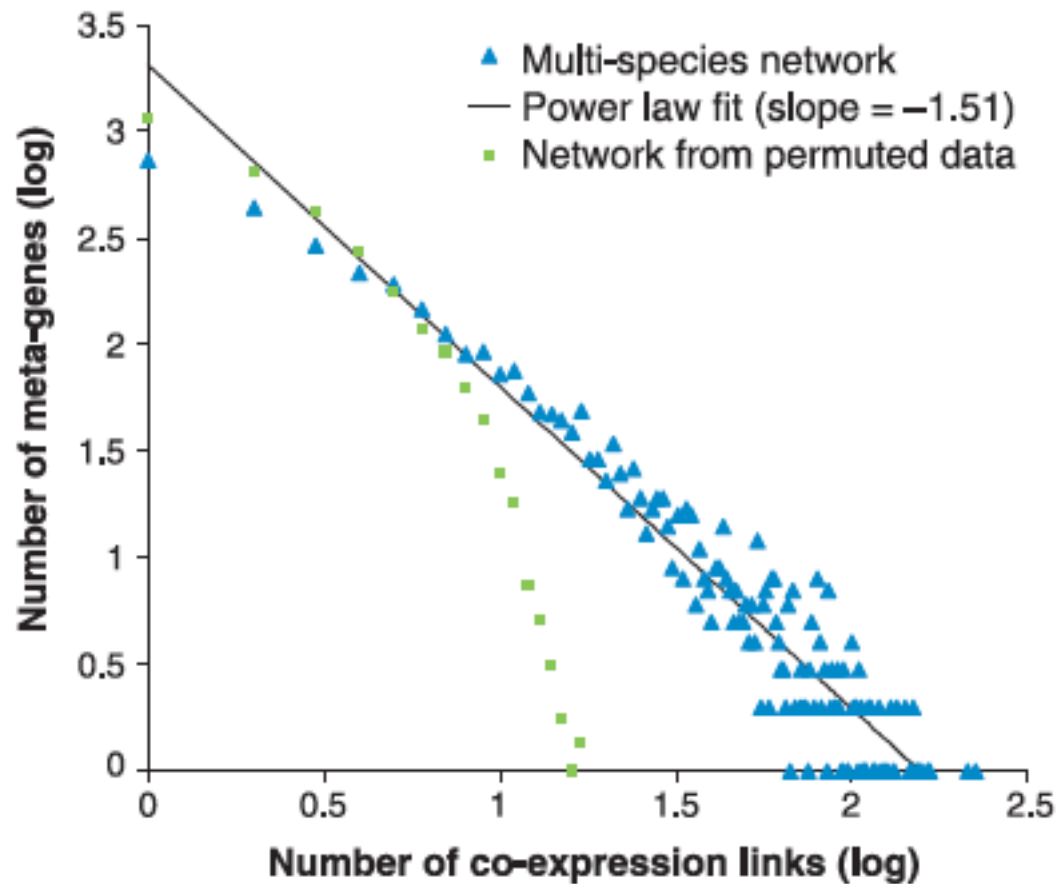 3.5
3
2.5
2
1.5
1
0.5
0
0
0.5
1
1.5
2
2.5
Number of meta-genes (log)
Number of co-expression links (log)
Multi-species network
Power law fit (slope = −1.51)
Network from permuted data